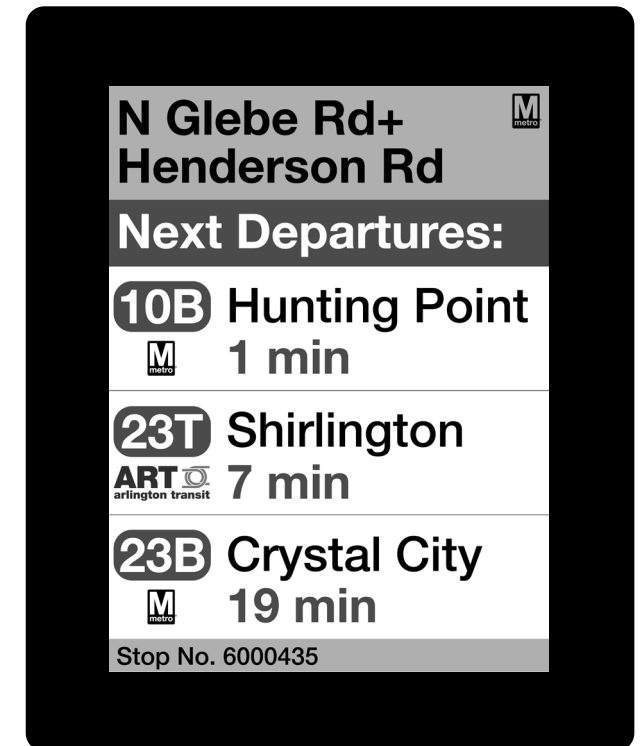 N Glebe Rd+
M
metro
Henderson Rd
Next Departures:
10B Hunting Point
M
metro
1 min
23T Shirlington
ART
arlington transit
7 min
23B Crystal City
M
metro
19 min
Stop No. 6000435